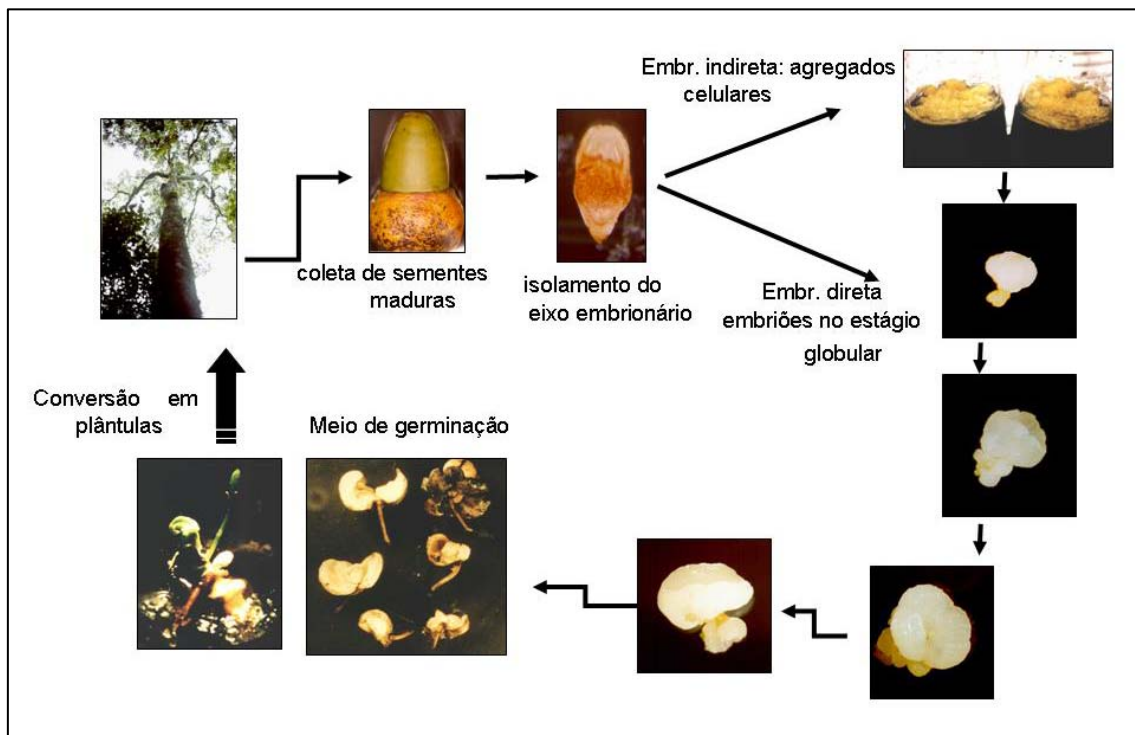 Embr. indireta: agregados
celulares
coleta de sementes
maduras
isolamento do
eixo embrionário
Embr. direta
embriões no estágio
globular
Conversão em
plântulas
Meio de germinação